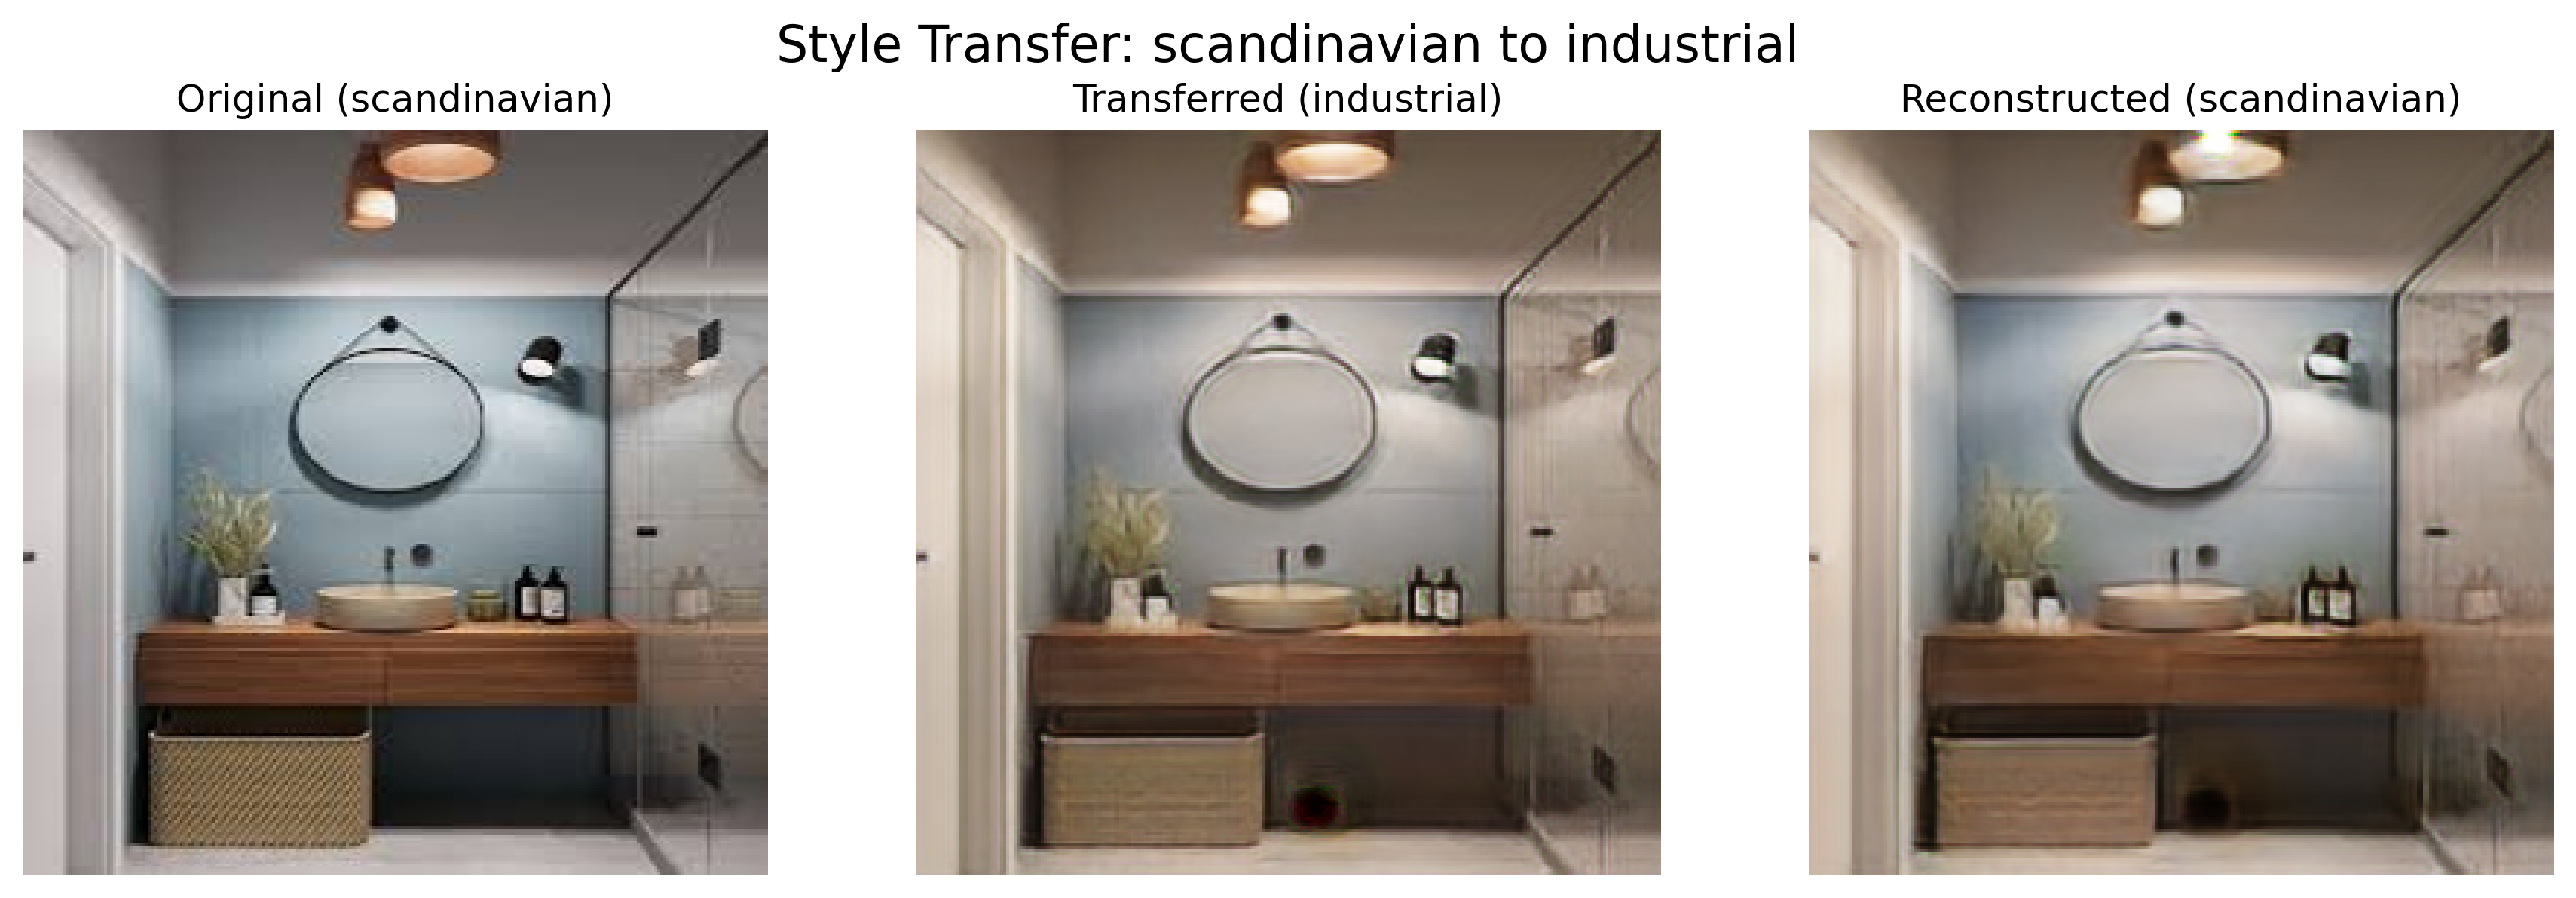 Style Transfer: scandinavian to industrial
Original (scandinavian)
Transferred (industrial)
Reconstructed (scandinavian)